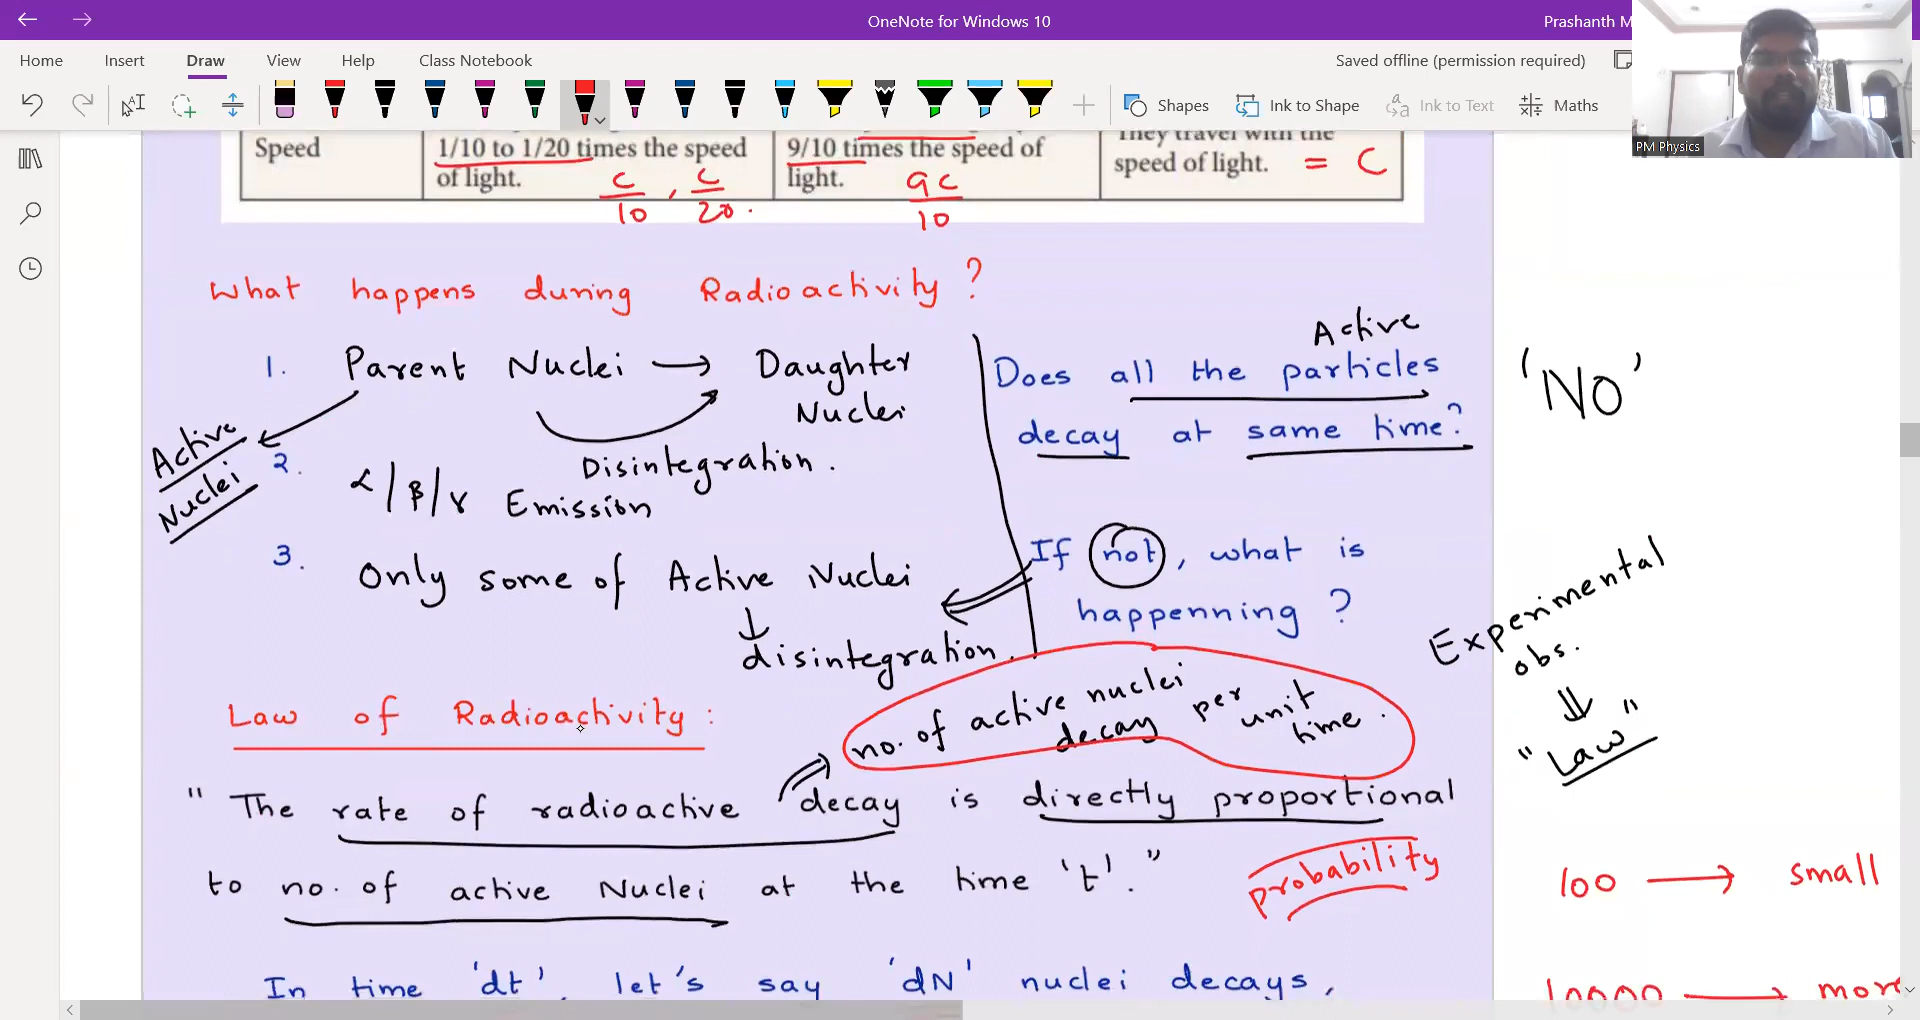 OneNote for Windows 10
Prashanth M
Home Insert Draw View Help Class Notebook
Saved offline (permission required)
Shapes Ink to Shape Ink to Text Maths
PM Physics
Speed
1/10 to 1/20 times the speed
of light.
c/10 , c/20.
9/10 times the speed of
light.
9c/10
They travel with the
speed of light. = C
What happens during Radioactivity ?
1. Parent Nuclei → Daughter
Nuclei
Disintegration.
Active
Nuclei
2. α/β/γ Emission
3. Only some of Active Nuclei
↓
disintegration.
Active
Does all the particles
decay at same time?
'NO'
If not, what is
happenning ?
Experimental
obs.
⇓
"Law"
Law of Radioactivity :
no. of active nuclei
decay per unit time.
"The rate of radioactive decay is directly proportional
to no. of active Nuclei at the time 't'."
probability
100 → small
In time 'dt', let's say 'dN' nuclei decays,
10000 → more